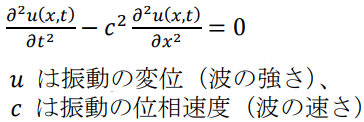 ∂²u(x,t)/∂t² − c² ∂²u(x,t)/∂x² = 0
u は振動の変位（波の強さ）、
c は振動の位相速度（波の速さ）